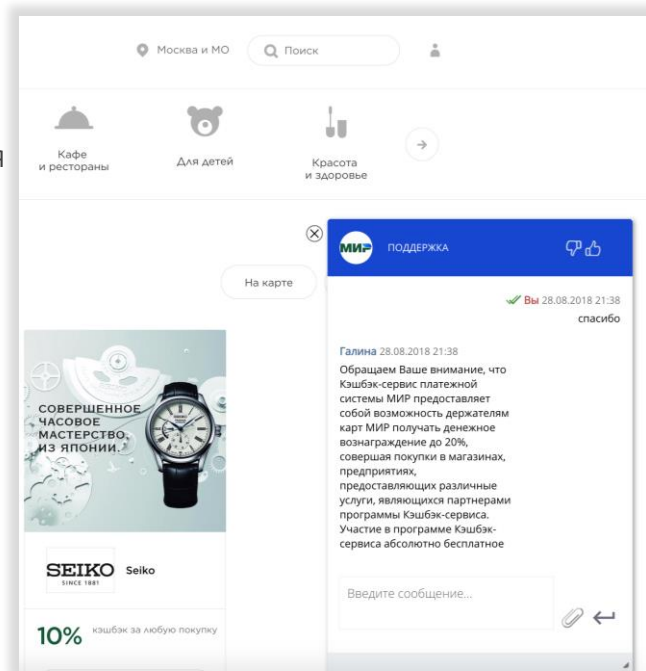 Москва и МО
Поиск
я
Кафе
и рестораны
Для детей
Красота
и здоровье
На карте
МИР
ПОДДЕРЖКА
Вы 28.08.2018 21:38
спасибо
Галина 28.08.2018 21:38
Обращаем Ваше внимание, что
Кэшбэк-сервис платежной
системы МИР предоставляет
собой возможность держателям
карт МИР получать денежное
вознаграждение до 20%,
совершая покупки в магазинах,
предприятиях,
предоставляющих различные
услуги, являющихся партнерами
программы Кэшбэк-сервиса.
Участие в программе Кэшбэк-
сервиса абсолютно бесплатное
Введите сообщение...
СОВЕРШЕННОЕ
ЧАСОВОЕ
МАСТЕРСТВО.
ИЗ ЯПОНИИ.
SEIKO
SINCE 1881
Seiko
10%
кэшбэк за любую покупку